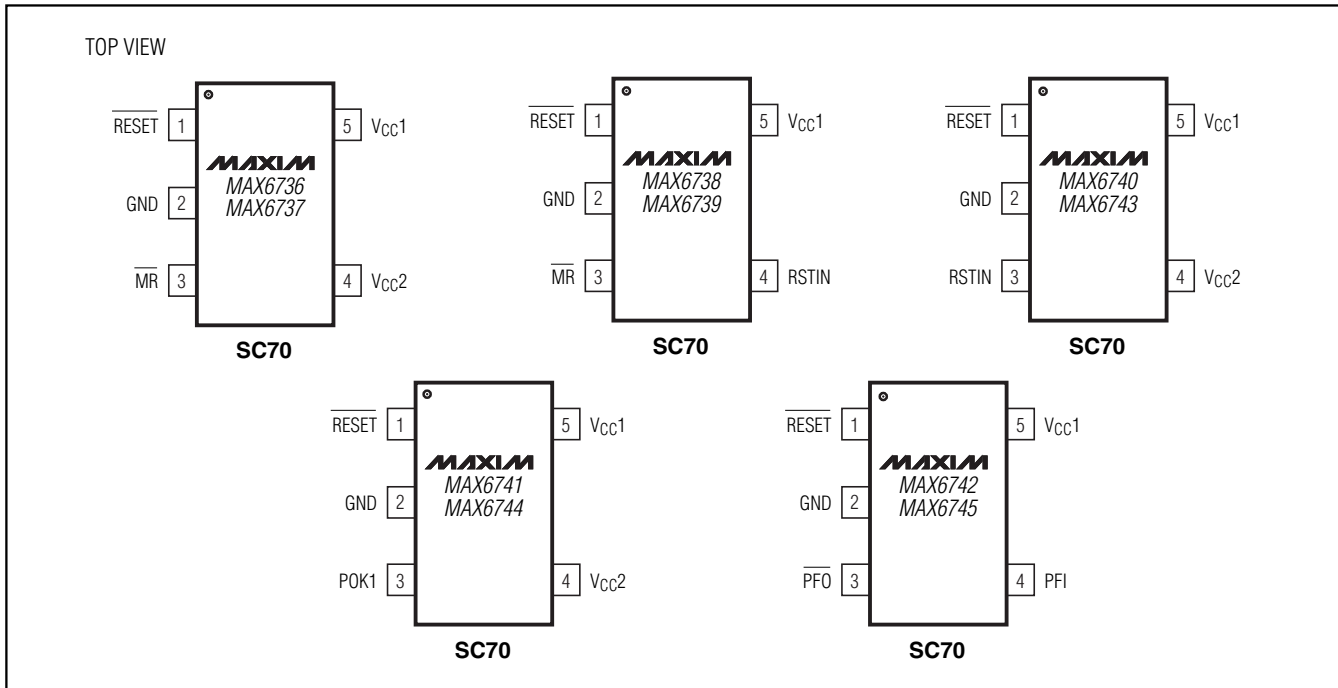 TOP VIEW
RESET 1 5 VCC1
MAXIM
MAX6736
MAX6737
GND 2
MR 3 4 VCC2
SC70
RESET 1 5 VCC1
MAXIM
MAX6738
MAX6739
GND 2
MR 3 4 RSTIN
SC70
RESET 1 5 VCC1
MAXIM
MAX6740
MAX6743
GND 2
RSTIN 3 4 VCC2
SC70
RESET 1 5 VCC1
MAXIM
MAX6741
MAX6744
GND 2
POK1 3 4 VCC2
SC70
RESET 1 5 VCC1
MAXIM
MAX6742
MAX6745
GND 2
PFO 3 4 PFI
SC70